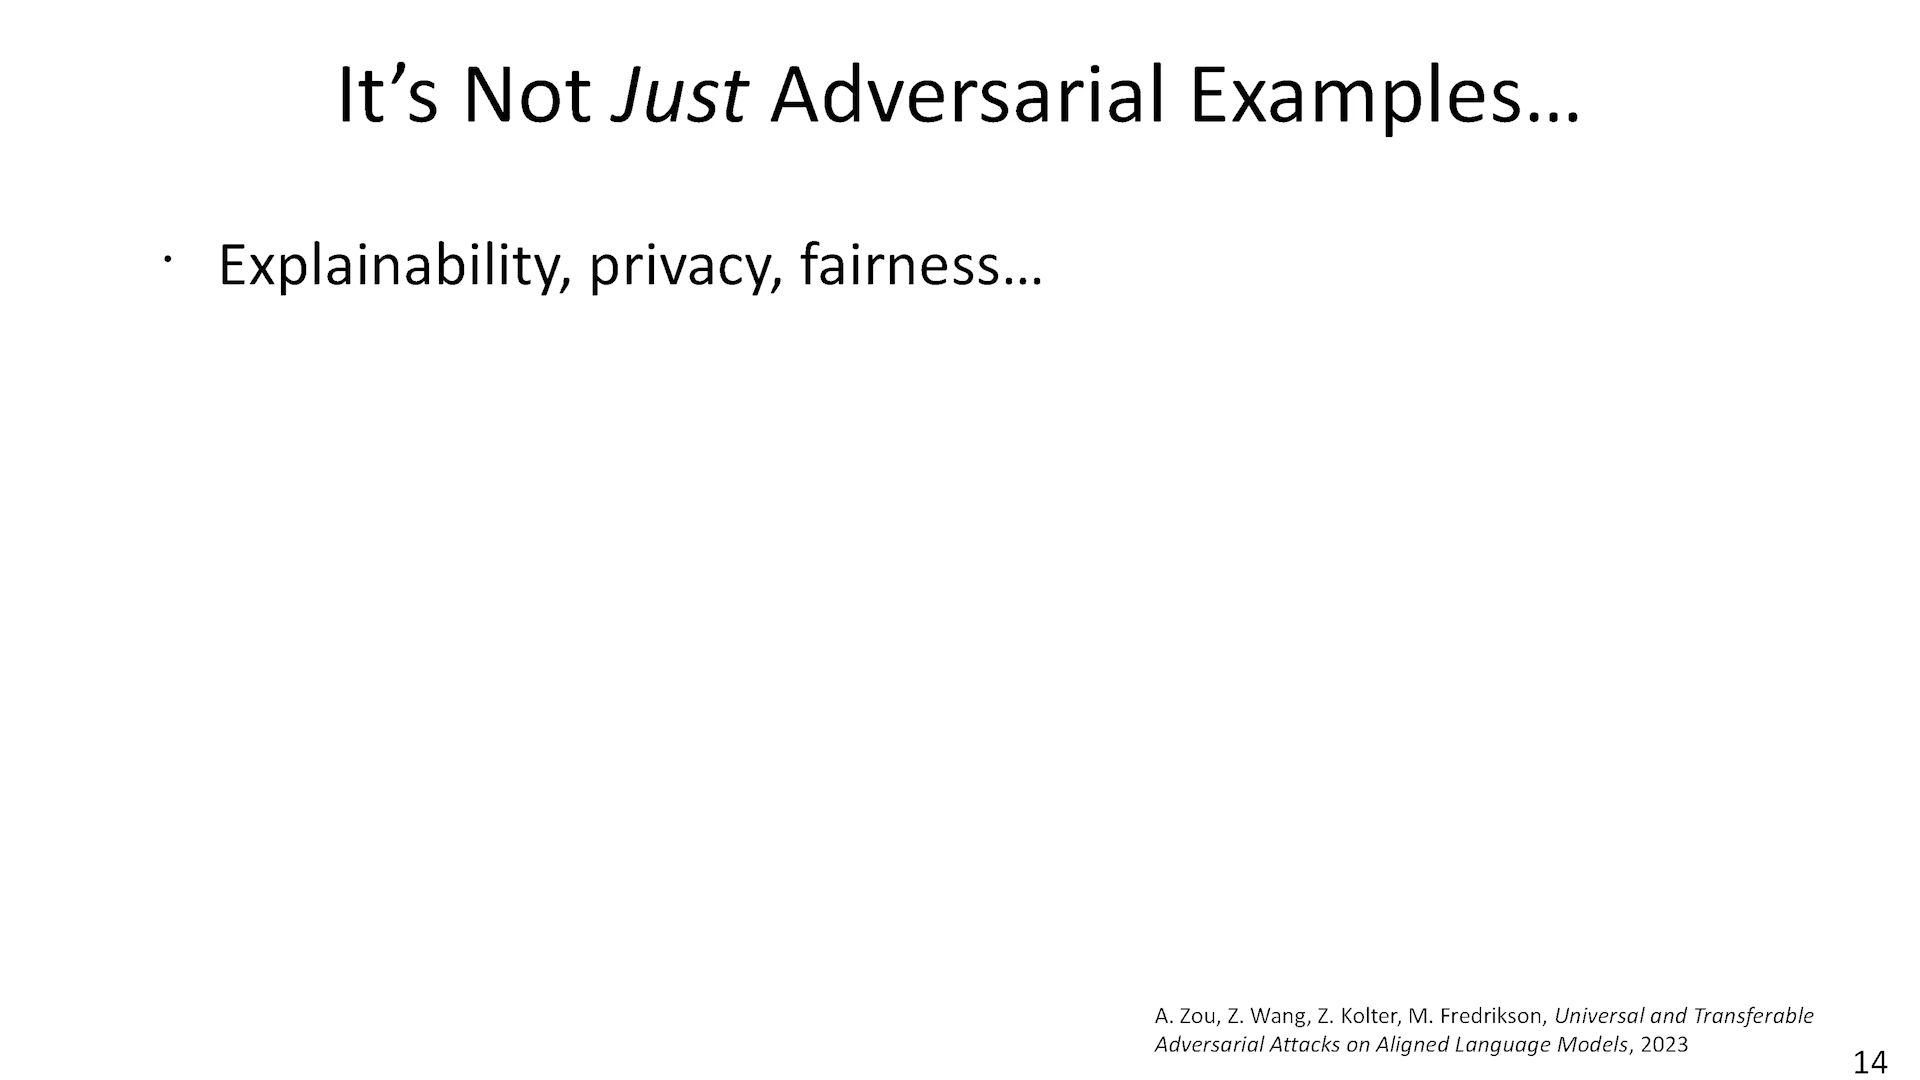 It’s Not Just Adversarial Examples…
· Explainability, privacy, fairness…
A. Zou, Z. Wang, Z. Kolter, M. Fredrikson, Universal and Transferable
Adversarial Attacks on Aligned Language Models, 2023
14